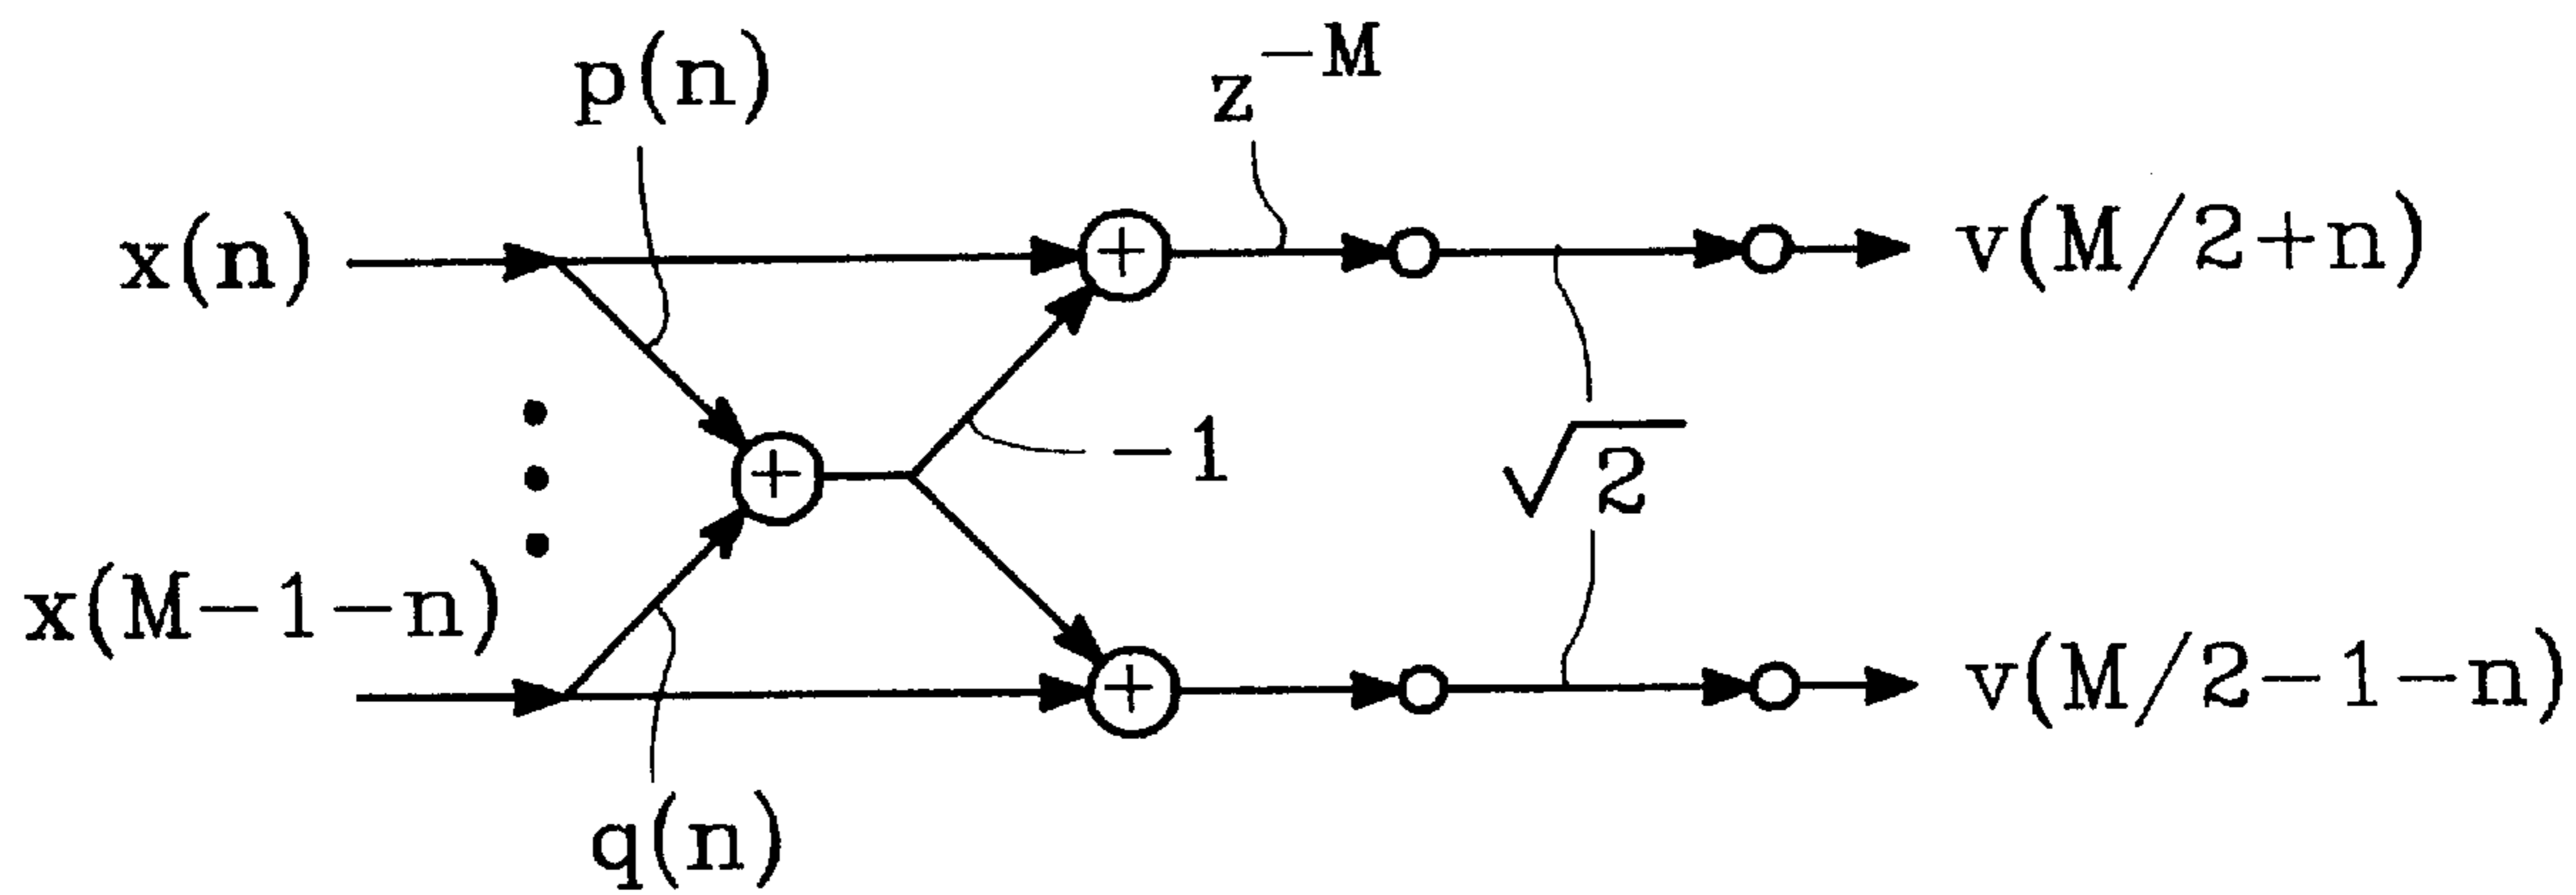 p(n)
z^{-M}
x(n)
v(M/2+n)
+
-1
√2
+
x(M-1-n)
v(M/2-1-n)
+
q(n)